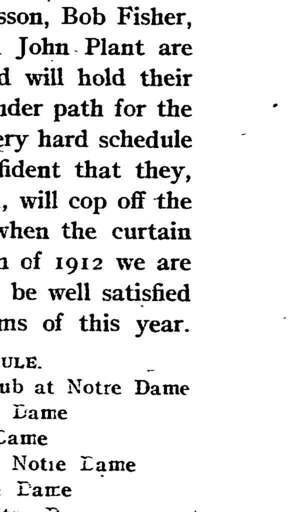 sson, Bob Fisher,
John Plant are
d will hold their
nder path for the
ery hard schedule
fident that they,
, will cop off the
when the curtain
n of 1912 we are
be well satisfied
ms of this year.
ULE.
ub at Notre Dame
Dame
Dame
Notre Dame
Dame